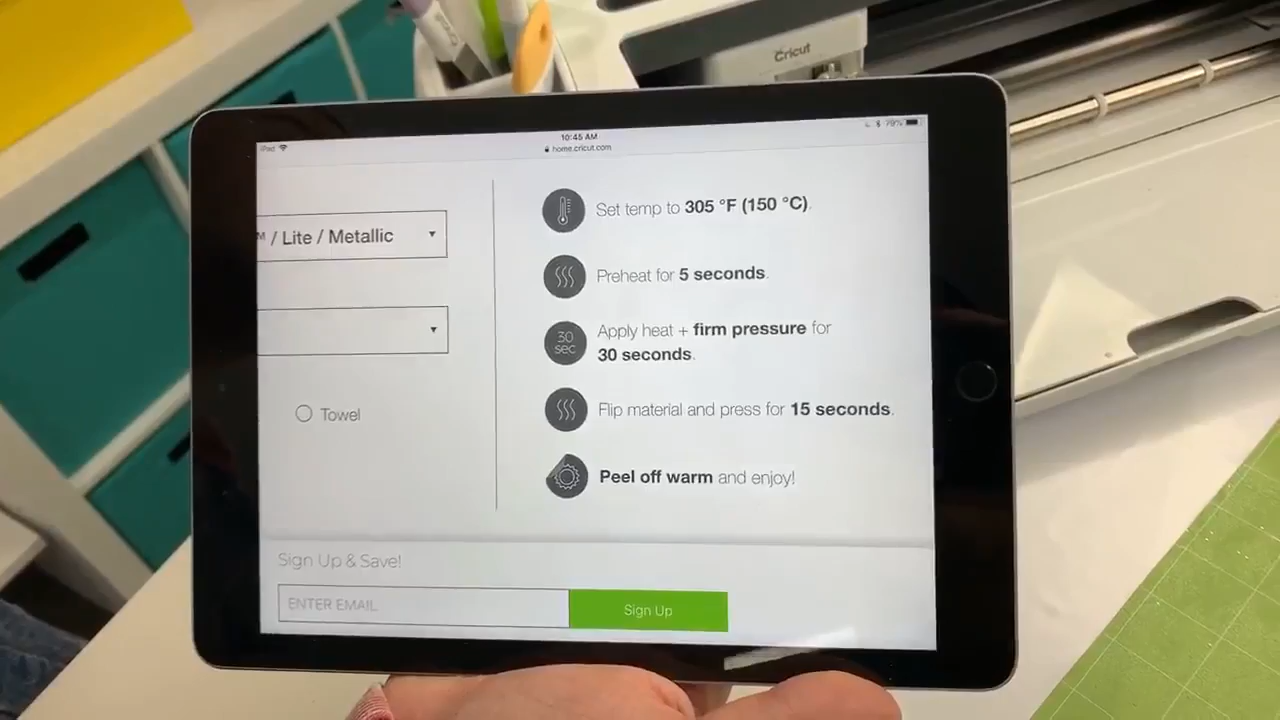 Cricut
iPad
10:45 AM
79%
home.cricut.com
/ Lite / Metallic
Towel
Set temp to 305 °F (150 °C).
Preheat for 5 seconds.
30
sec
Apply heat + firm pressure for
30 seconds.
Flip material and press for 15 seconds.
Peel off warm and enjoy!
Sign Up & Save!
ENTER EMAIL
Sign Up